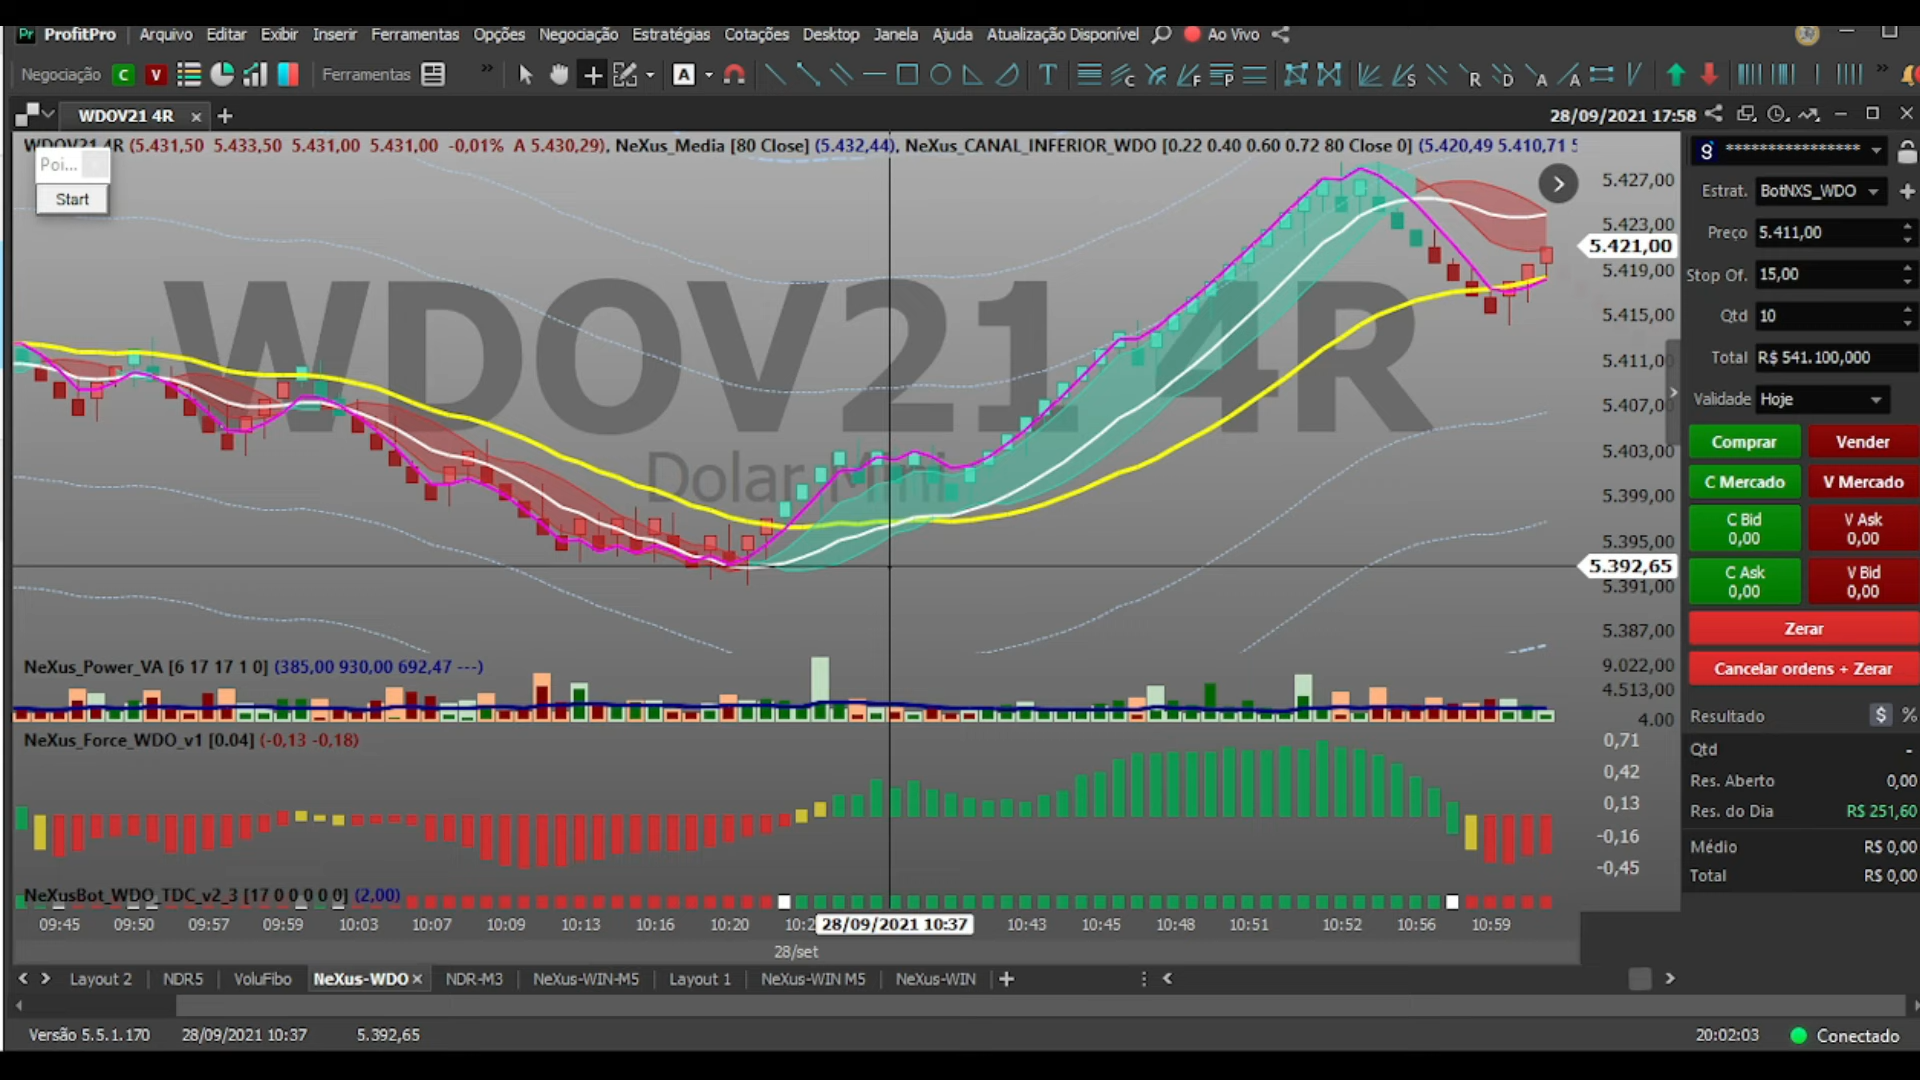 Pr ProfitPro Arquivo Editar Exibir Inserir Ferramentas Opções Negociação Estratégias Cotações Desktop Janela Ajuda Atualização Disponível Ao Vivo
Negociação C V Ferramentas A T
WDOV21 4R × +
28/09/2021 17:58
WDOV21 4R (5.431,50 5.433,50 5.431,00 5.431,00 -0,01% A 5.430,29), NeXus_Media [80 Close] (5.432,44), NeXus_CANAL_INFERIOR_WDO [0.22 0.40 0.60 0.72 80 Close 0] (5.420,49 5.410,71
Poi...
Start
WDOV21 4R
Dolar Mini
5.427,00
5.423,00
5.421,00
5.419,00
5.415,00
5.411,00
5.407,00
5.403,00
5.399,00
5.395,00
5.392,65
5.391,00
5.387,00
NeXus_Power_VA [6 17 17 1 0] (385,00 930,00 692,47 ---)
9.022,00
4.513,00
4.00
NeXus_Force_WDO_v1 [0.04] (-0,13 -0,18)
0,71
0,42
0,13
-0,16
-0,45
NeXusBot_WDO_TDC_v2_3 [17 0 0 0 0 0] (2,00)
09:45 09:50 09:57 09:59 10:03 10:07 10:09 10:13 10:16 10:20 10:2 28/09/2021 10:37 10:43 10:45 10:48 10:51 10:52 10:56 10:59
28/set
****************
Estrat. BotNXS_WDO
Preço 5.411,00
Stop Of. 15,00
Qtd 10
Total R$ 541.100,000
Validade Hoje
Comprar Vender
C Mercado V Mercado
C Bid 0,00 V Ask 0,00
C Ask 0,00 V Bid 0,00
Zerar
Cancelar ordens + Zerar
Resultado $ %
Qtd -
Res. Aberto 0,00
Res. do Dia R$ 251,60
Médio R$ 0,00
Total R$ 0,00
Layout 2 NDR5 VoluFibo NeXus-WDO × NDR-M3 NeXus-WIN-M5 Layout 1 NeXus-WIN M5 NeXus-WIN +
Versão 5.5.1.170 28/09/2021 10:37 5.392,65 20:02:03 Conectado